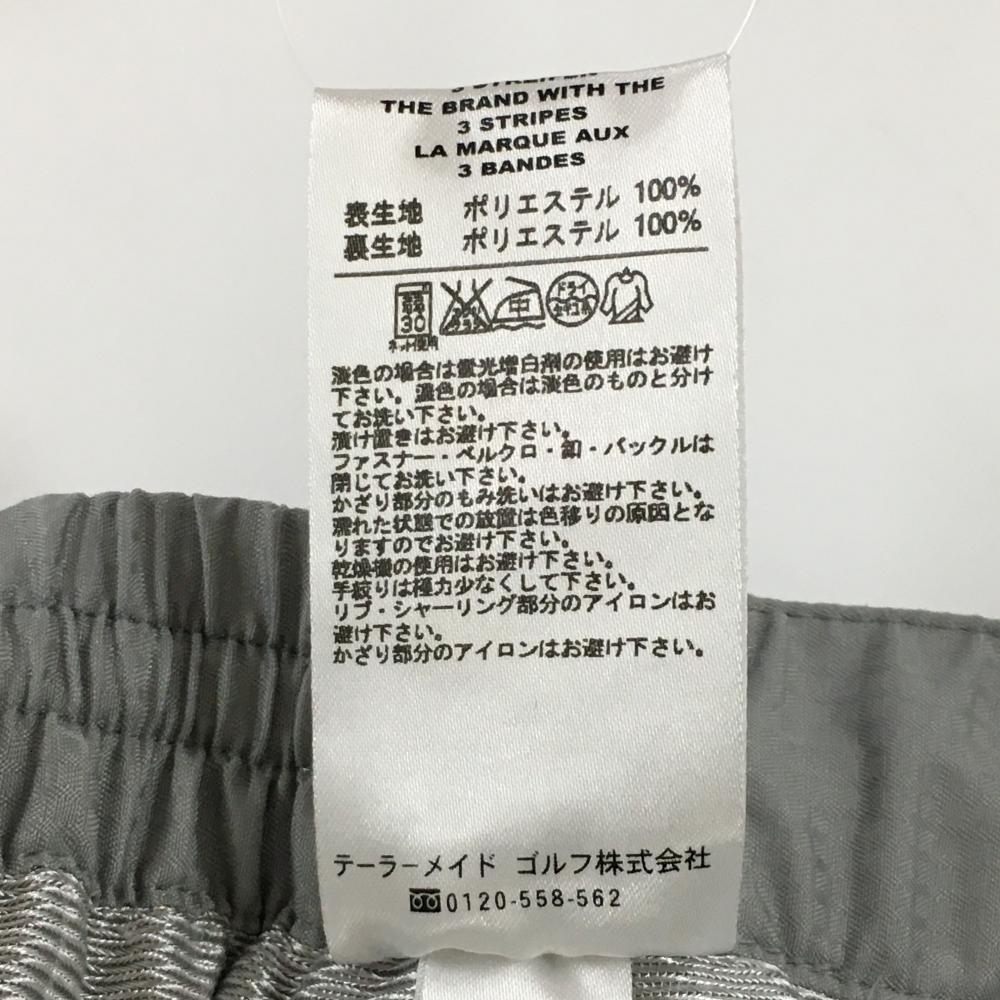 THE BRAND WITH THE
3 STRIPES
LA MARQUE AUX
3 BANDES
表生地 ポリエステル 100%
裏生地 ポリエステル 100%
30
中
ドライ
ネット使用
淡色の場合は蛍光増白剤の使用はお避け
下さい。濃色の場合は淡色のものと分け
てお洗い下さい。
漬け置きはお避け下さい。
ファスナー・ベルクロ・釦・バックルは
閉じてお洗い下さい。
かざり部分のもみ洗いはお避け下さい。
濡れた状態での放置は色移りの原因とな
りますのでお避け下さい。
乾燥機の使用はお避け下さい。
手絞りは極力少なくして下さい。
リブ・シャーリング部分のアイロンはお
避け下さい。
かざり部分のアイロンはお避け下さい。
テーラーメイド ゴルフ株式会社
0120-558-562